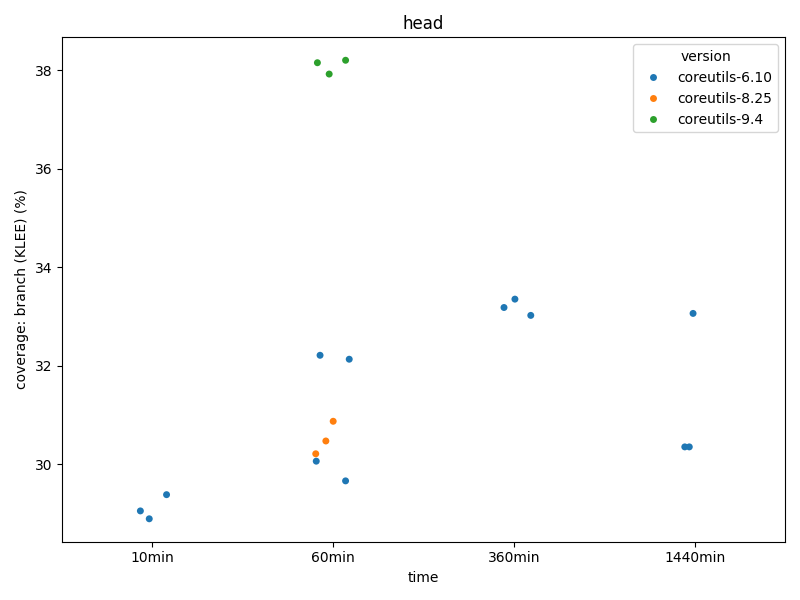 head
version
coreutils-6.10
coreutils-8.25
coreutils-9.4
coverage: branch (KLEE) (%)
38
36
34
32
30
10min
60min
360min
1440min
time